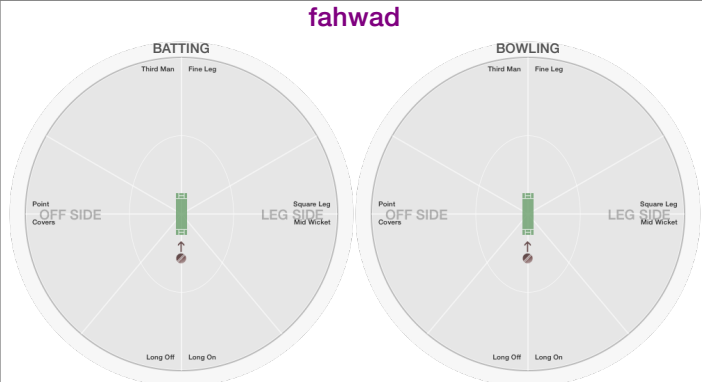 fahwad
BATTING
Third Man Fine Leg
Point
OFF SIDE
Covers
Square Leg
LEG SIDE
Mid Wicket
Long Off Long On
BOWLING
Third Man Fine Leg
Point
OFF SIDE
Covers
Square Leg
LEG SIDE
Mid Wicket
Long Off Long On